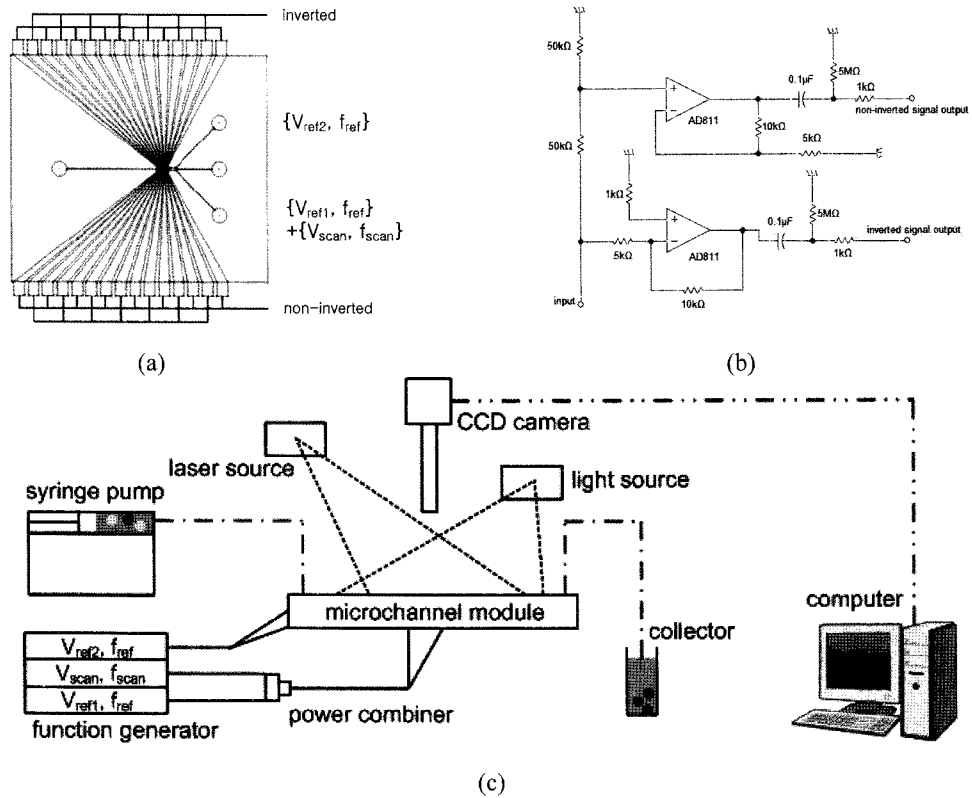 inverted
{Vref2, fref}
{Vref1, fref}
+{Vscan, fscan}
non-inverted
(a)
50kΩ
50kΩ
AD811
0.1μF
5MΩ
1kΩ
non-inverted signal output
10kΩ
5kΩ
1kΩ
AD811
0.1μF
5MΩ
inverted signal output
5kΩ
1kΩ
10kΩ
input
(b)
CCD camera
laser source
light source
syringe pump
microchannel module
computer
collector
Vref2, fref
Vscan, fscan
Vref1, fref
power combiner
function generator
(c)